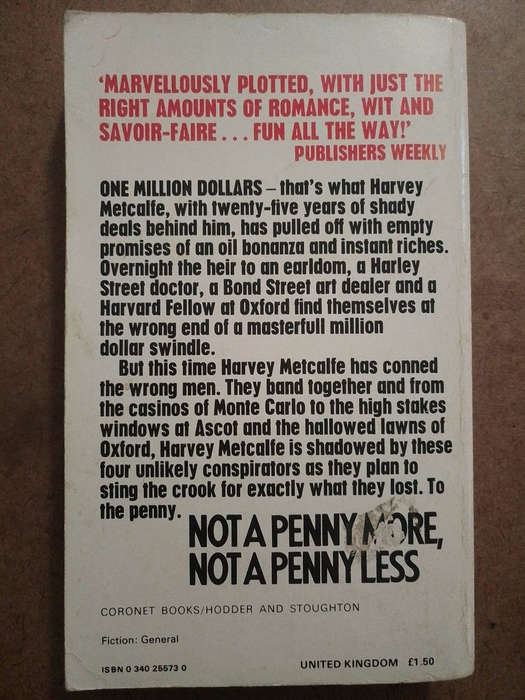 ‘MARVELLOUSLY PLOTTED, WITH JUST THE
RIGHT AMOUNTS OF ROMANCE, WIT AND
SAVOIR-FAIRE . . . FUN ALL THE WAY!’
PUBLISHERS WEEKLY
ONE MILLION DOLLARS – that’s what Harvey
Metcalfe, with twenty-five years of shady
deals behind him, has pulled off with empty
promises of an oil bonanza and instant riches.
Overnight the heir to an earldom, a Harley
Street doctor, a Bond Street art dealer and a
Harvard Fellow at Oxford find themselves at
the wrong end of a masterfull million
dollar swindle.
But this time Harvey Metcalfe has conned
the wrong men. They band together and from
the casinos of Monte Carlo to the high stakes
windows at Ascot and the hallowed lawns of
Oxford, Harvey Metcalfe is shadowed by these
four unlikely conspirators as they plan to
sting the crook for exactly what they lost. To
the penny.
NOT A PENNY MORE,
NOT A PENNY LESS
CORONET BOOKS/HODDER AND STOUGHTON
Fiction: General
ISBN 0 340 25573 0
UNITED KINGDOM £1.50